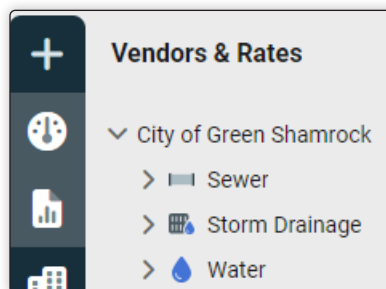 Vendors & Rates
City of Green Shamrock
Sewer
Storm Drainage
Water